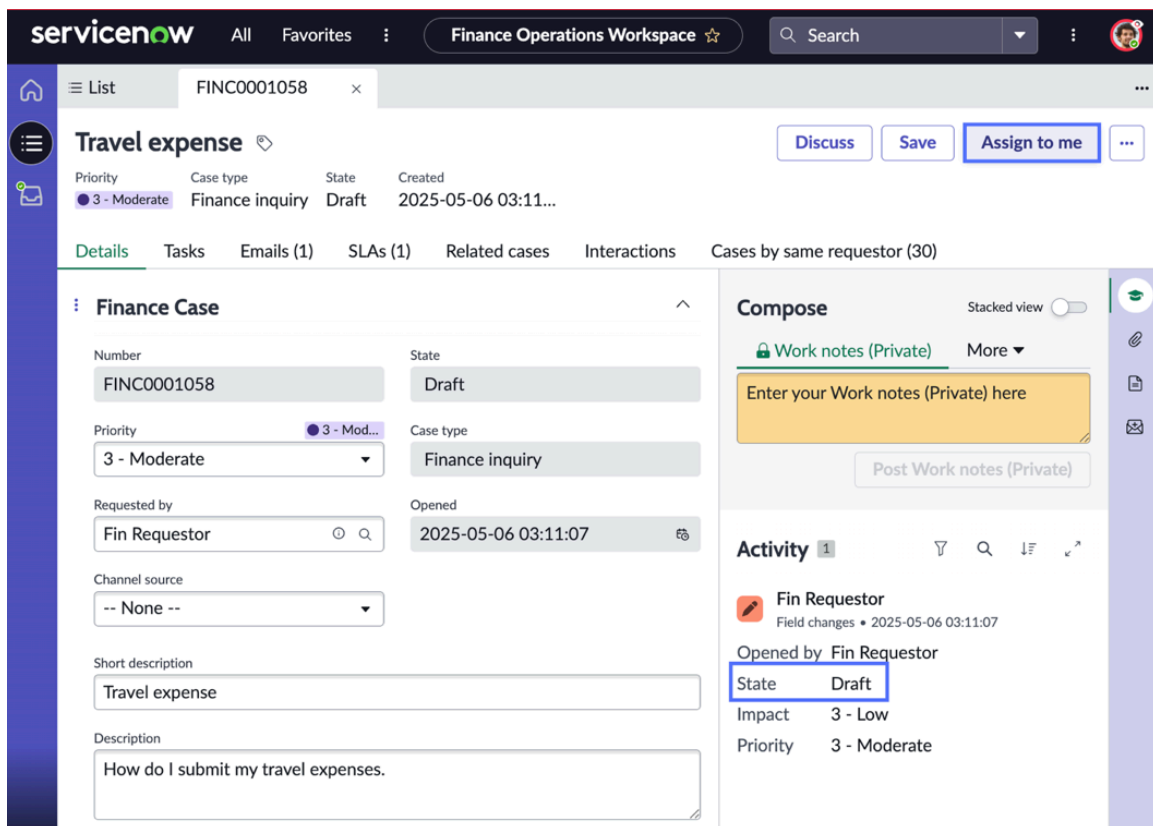 servicenow All Favorites Finance Operations Workspace Search
List FINC0001058
Travel expense Discuss Save Assign to me
Priority Case type State Created
3 - Moderate Finance inquiry Draft 2025-05-06 03:11...
Details Tasks Emails (1) SLAs (1) Related cases Interactions Cases by same requestor (30)
Finance Case
Number State
FINC0001058 Draft
Priority 3 - Mod... Case type
3 - Moderate Finance inquiry
Requested by Opened
Fin Requestor 2025-05-06 03:11:07
Channel source
-- None --
Short description
Travel expense
Description
How do I submit my travel expenses.
Compose Stacked view
Work notes (Private) More
Enter your Work notes (Private) here
Post Work notes (Private)
Activity 1
Fin Requestor
Field changes • 2025-05-06 03:11:07
Opened by Fin Requestor
State Draft
Impact 3 - Low
Priority 3 - Moderate